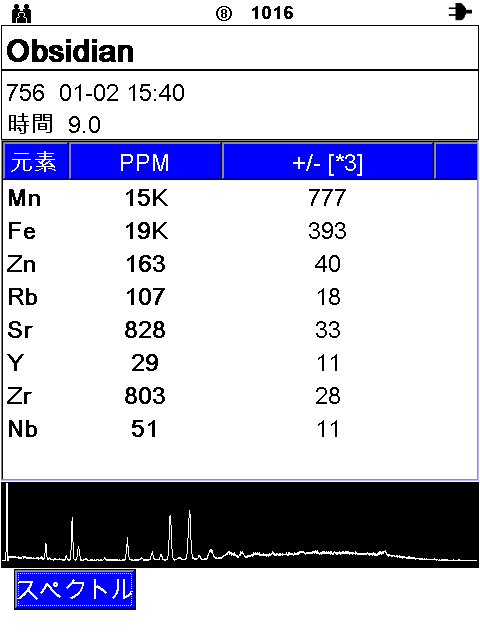 ⑧ 1016
Obsidian
756 01-02 15:40
時間 9.0
元素 PPM +/- [*3]
Mn 15K 777
Fe 19K 393
Zn 163 40
Rb 107 18
Sr 828 33
Y 29 11
Zr 803 28
Nb 51 11
スペクトル